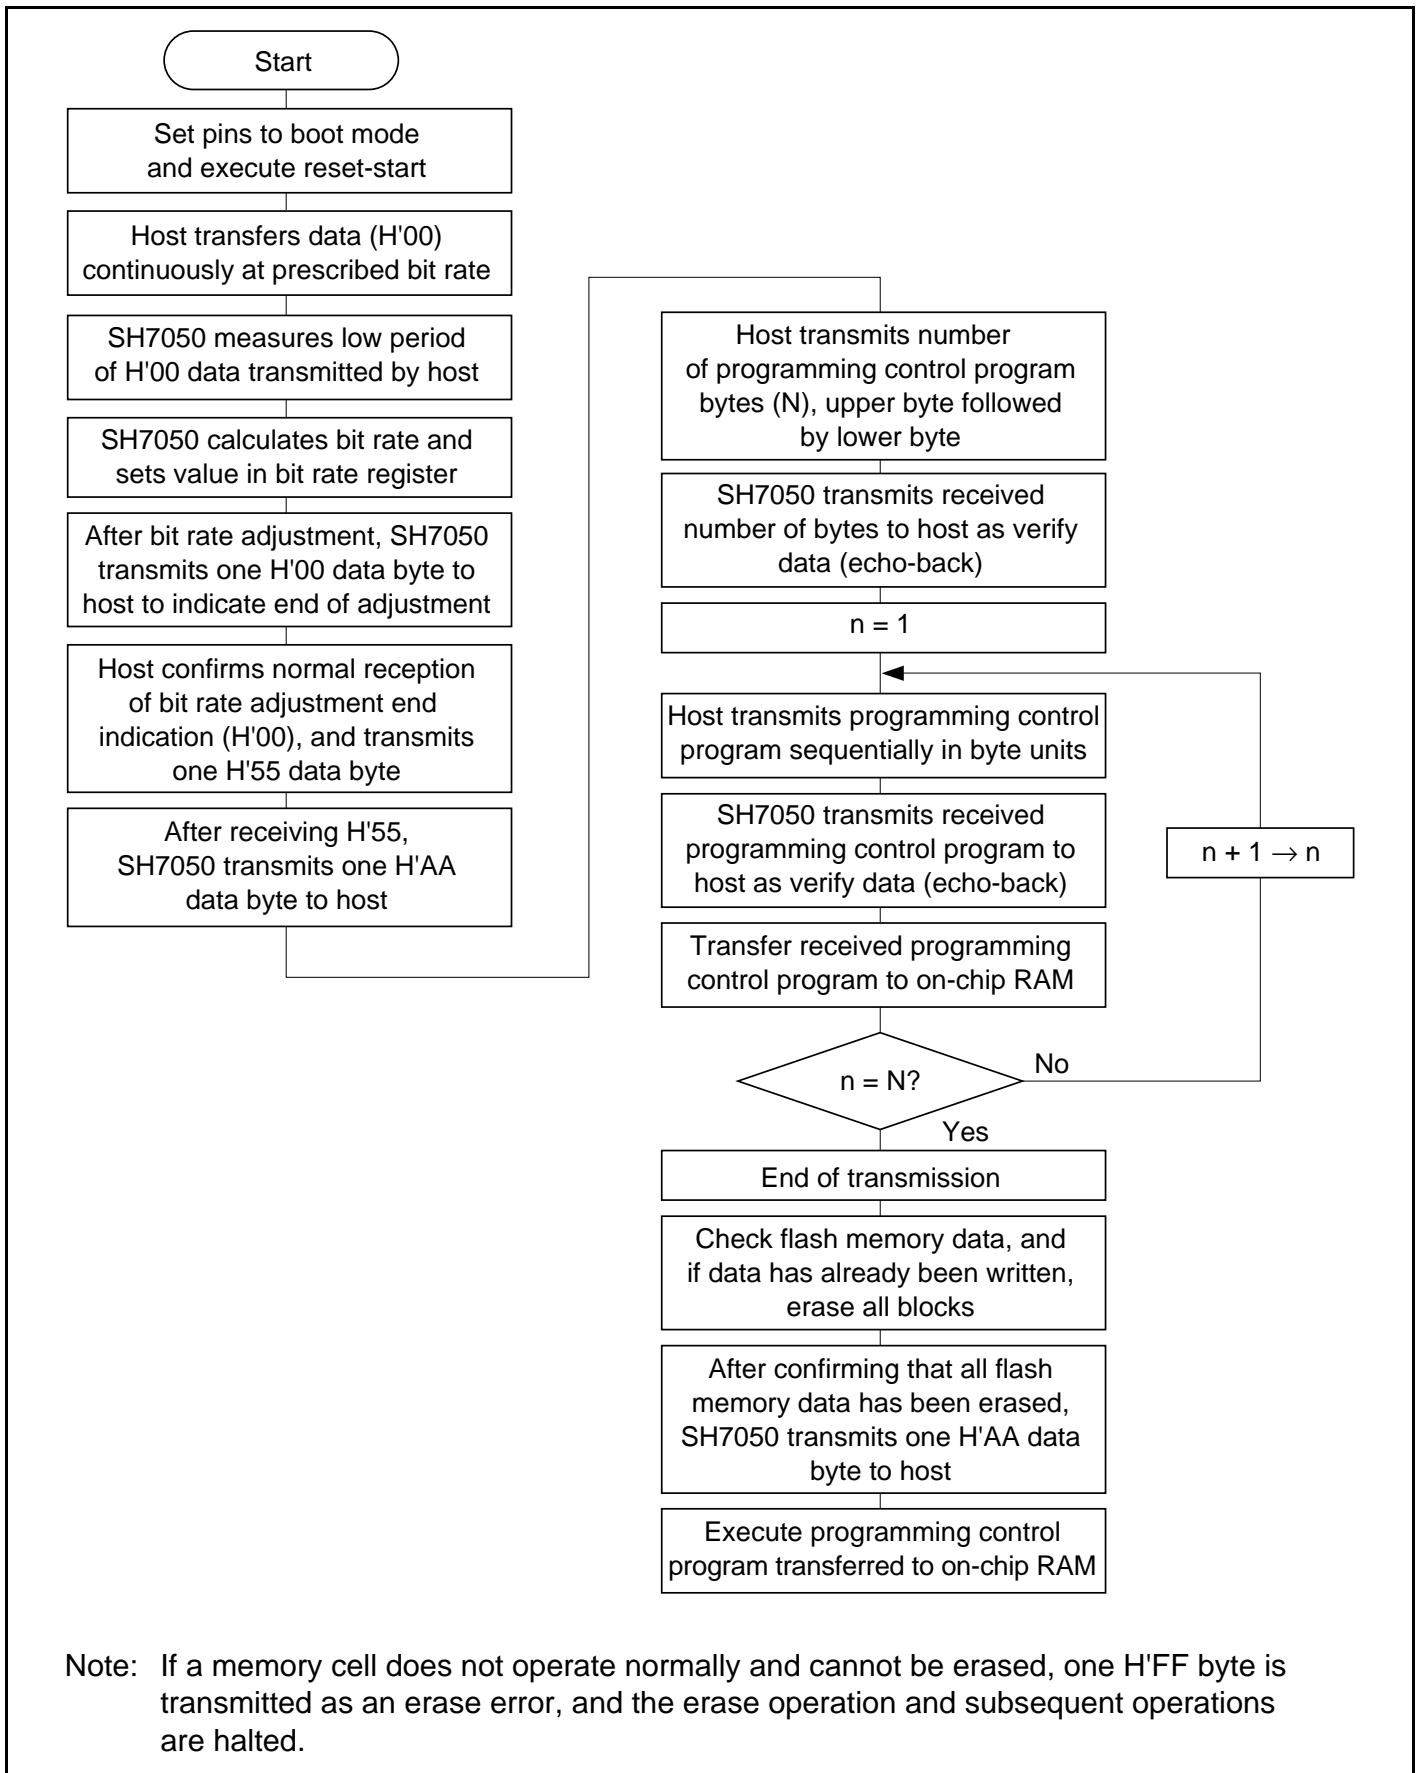 Start
Set pins to boot mode
and execute reset-start
Host transfers data (H'00)
continuously at prescribed bit rate
SH7050 measures low period
of H'00 data transmitted by host
SH7050 calculates bit rate and
sets value in bit rate register
After bit rate adjustment, SH7050
transmits one H'00 data byte to
host to indicate end of adjustment
Host confirms normal reception
of bit rate adjustment end
indication (H'00), and transmits
one H'55 data byte
After receiving H'55,
SH7050 transmits one H'AA
data byte to host
Host transmits number
of programming control program
bytes (N), upper byte followed
by lower byte
SH7050 transmits received
number of bytes to host as verify
data (echo-back)
n = 1
Host transmits programming control
program sequentially in byte units
SH7050 transmits received
programming control program to
host as verify data (echo-back)
n + 1 → n
Transfer received programming
control program to on-chip RAM
n = N?
No
Yes
End of transmission
Check flash memory data, and
if data has already been written,
erase all blocks
After confirming that all flash
memory data has been erased,
SH7050 transmits one H'AA data
byte to host
Execute programming control
program transferred to on-chip RAM
Note: If a memory cell does not operate normally and cannot be erased, one H'FF byte is
transmitted as an erase error, and the erase operation and subsequent operations
are halted.